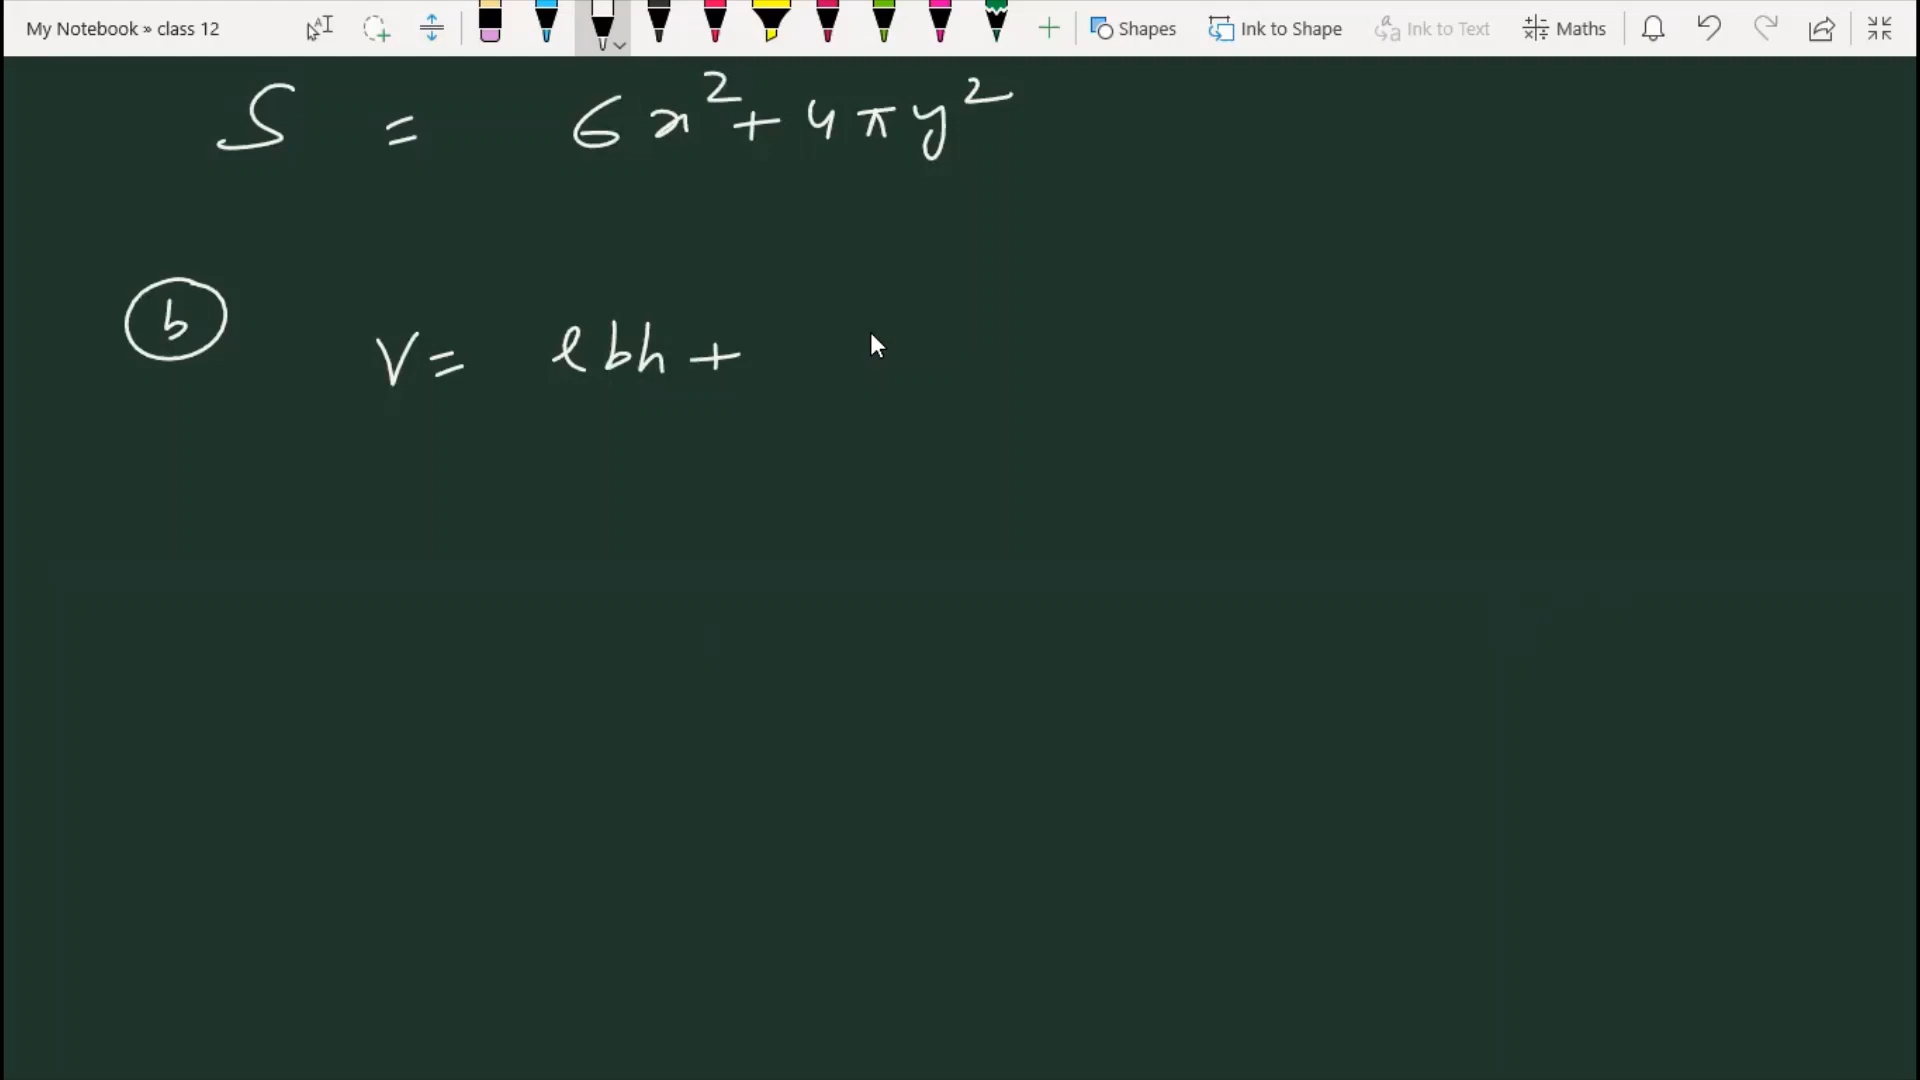 My Notebook » class 12 Shapes Ink to Shape Ink to Text Maths
S = 6x² + 4πy²
b
V = lbh +